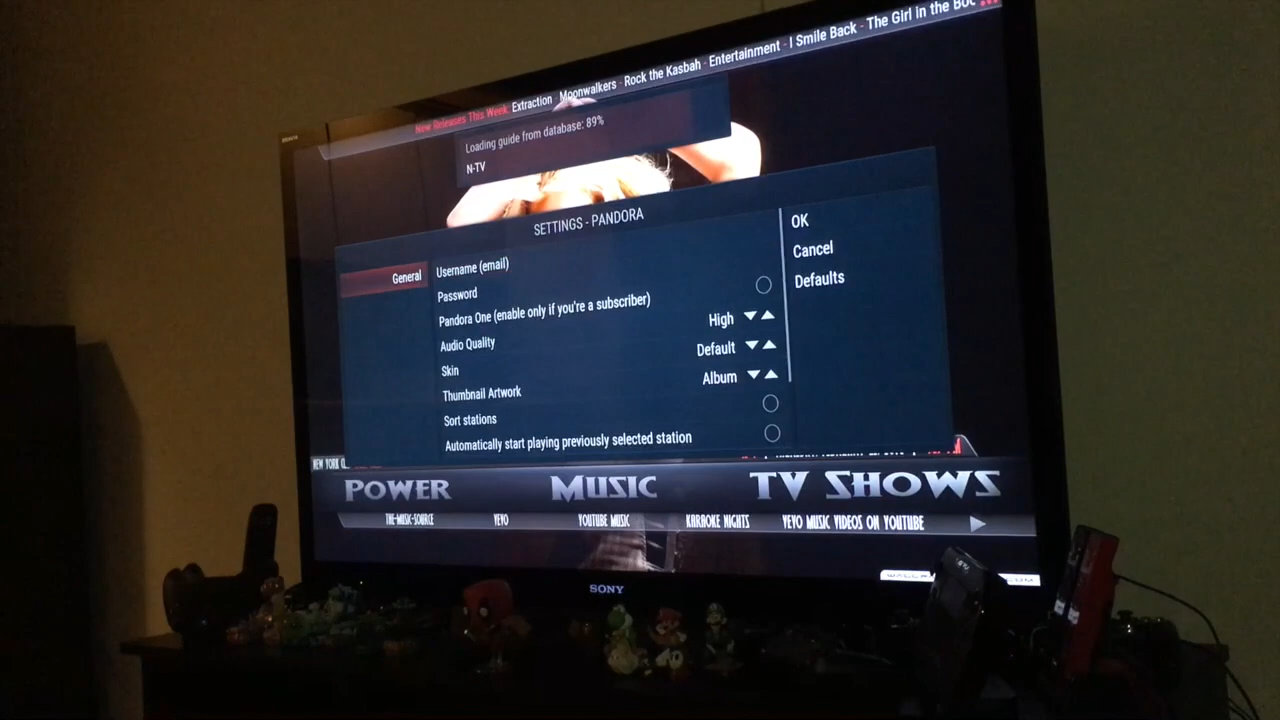 New Releases This Week: Extraction - Moonwalkers - Rock the Kasbah - Entertainment - I Smile Back - The Girl in the
Loading guide from database: 89%
N-TV
SETTINGS - PANDORA
General
Username (email)
Password
Pandora One (enable only if you're a subscriber)
Audio Quality
High
Skin
Default
Thumbnail Artwork
Album
Sort stations
Automatically start playing previously selected station
OK
Cancel
Defaults
NEW YORK
POWER
MUSIC
TV SHOWS
THE-MUSIC-SOURCE
YOUTUBE MUSIC
KARAOKE NIGHTS
VEVO MUSIC VIDEOS ON YOUTUBE
SONY